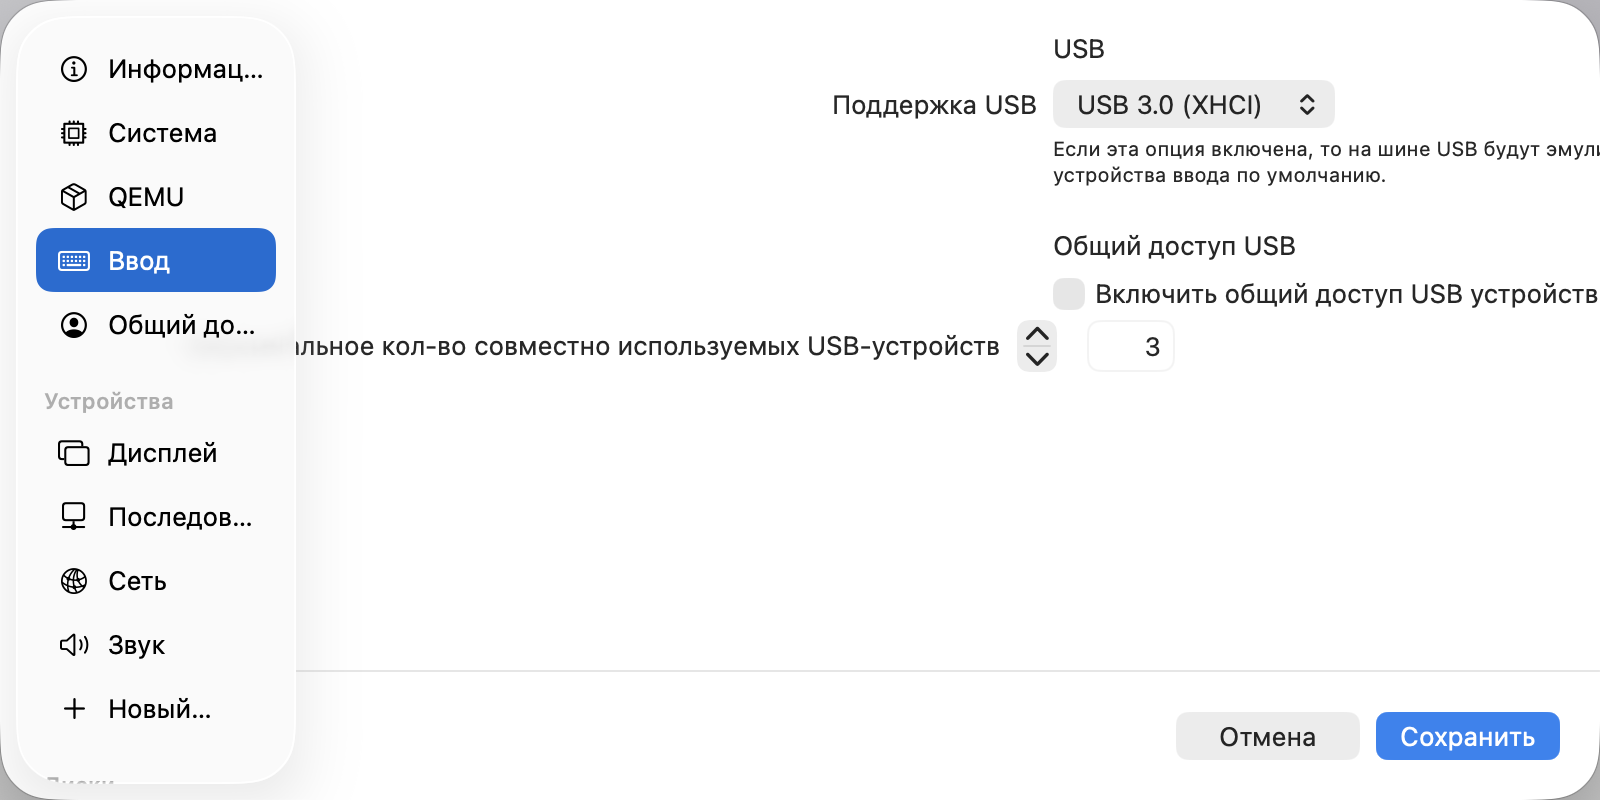 Информац...
Система
QEMU
Ввод
Общий до...
Устройства
Дисплей
Последов...
Сеть
Звук
Новый...
USB
Поддержка USB
USB 3.0 (XHCI)
Если эта опция включена, то на шине USB будут эмули
устройства ввода по умолчанию.
Общий доступ USB
Включить общий доступ USB устройств
кол-во совместно используемых USB-устройств
3
Отмена
Сохранить